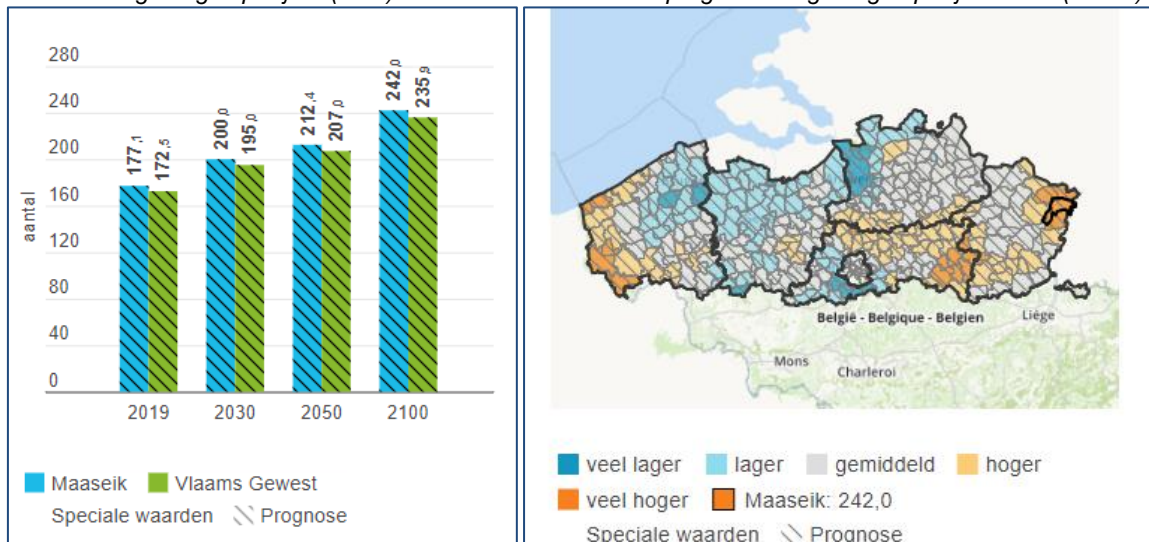 280
240
200
160
120
80
40
0
aantal
177,1
172,5
200,0
195,0
212,4
207,0
242,0
235,9
2019 2030 2050 2100
Maaseik Vlaams Gewest
Speciale waarden Prognose
België - Belgique - Belgien
Liège
Mons
Charleroi
veel lager lager gemiddeld hoger
veel hoger Maaseik: 242,0
Speciale waarden Prognose